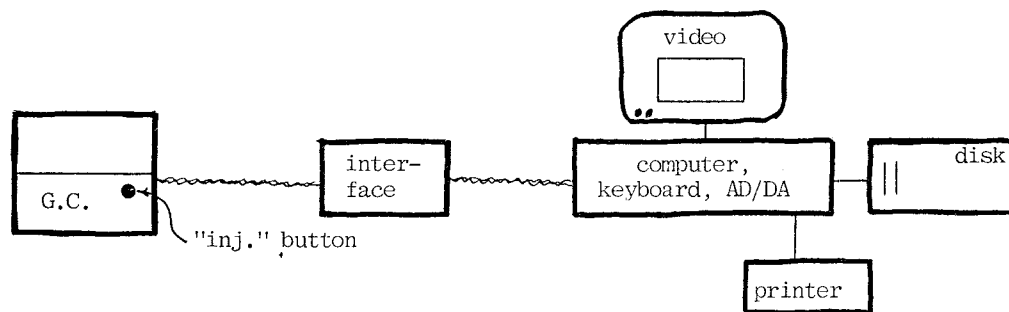 video
G.C.
"inj." button
inter-
face
computer,
keyboard, AD/DA
disk
printer